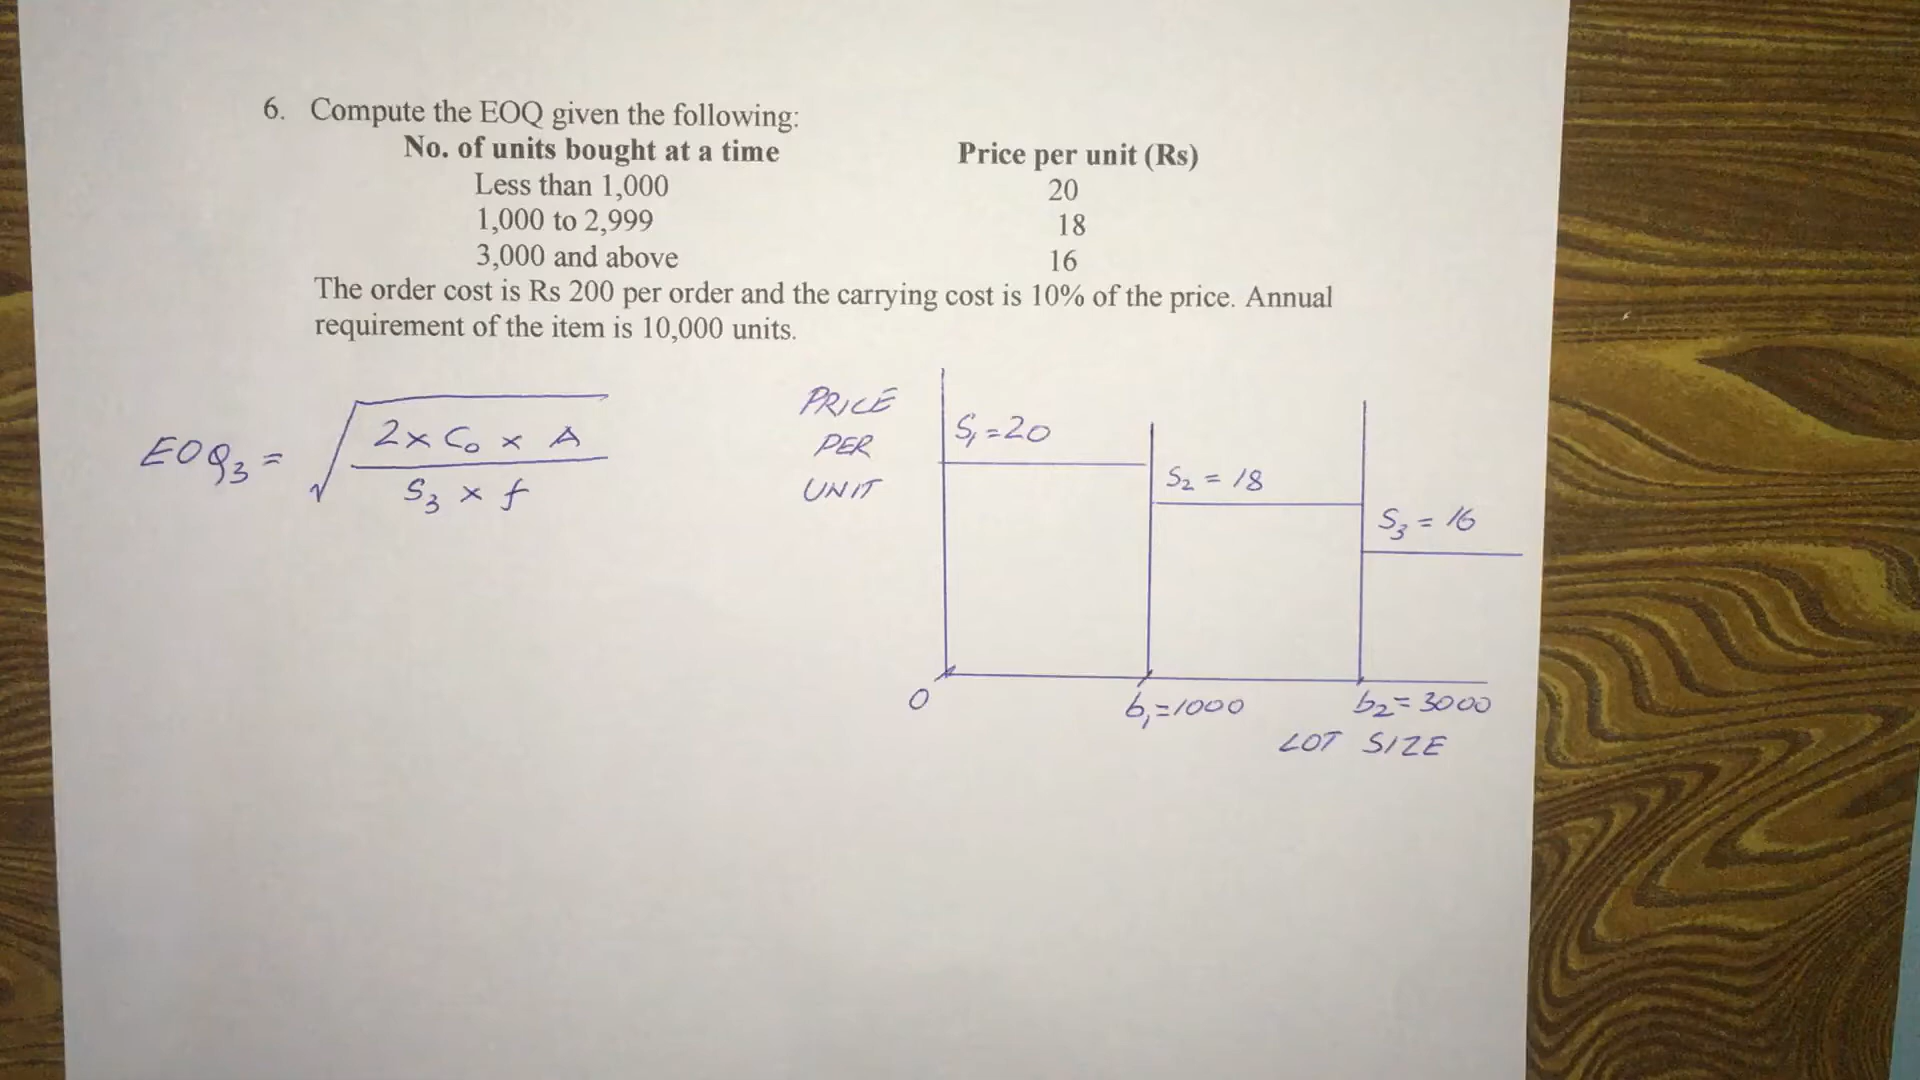 6. Compute the EOQ given the following:
No. of units bought at a time Price per unit (Rs)
Less than 1,000 20
1,000 to 2,999 18
3,000 and above 16
The order cost is Rs 200 per order and the carrying cost is 10% of the price. Annual
requirement of the item is 10,000 units.
EOQ₃ = √((2 x C₀ x A) / (S₃ x f))
PRICE
PER
UNIT
S₁ = 20
S₂ = 18
S₃ = 16
0 b₁ = 1000 b₂ = 3000
LOT SIZE